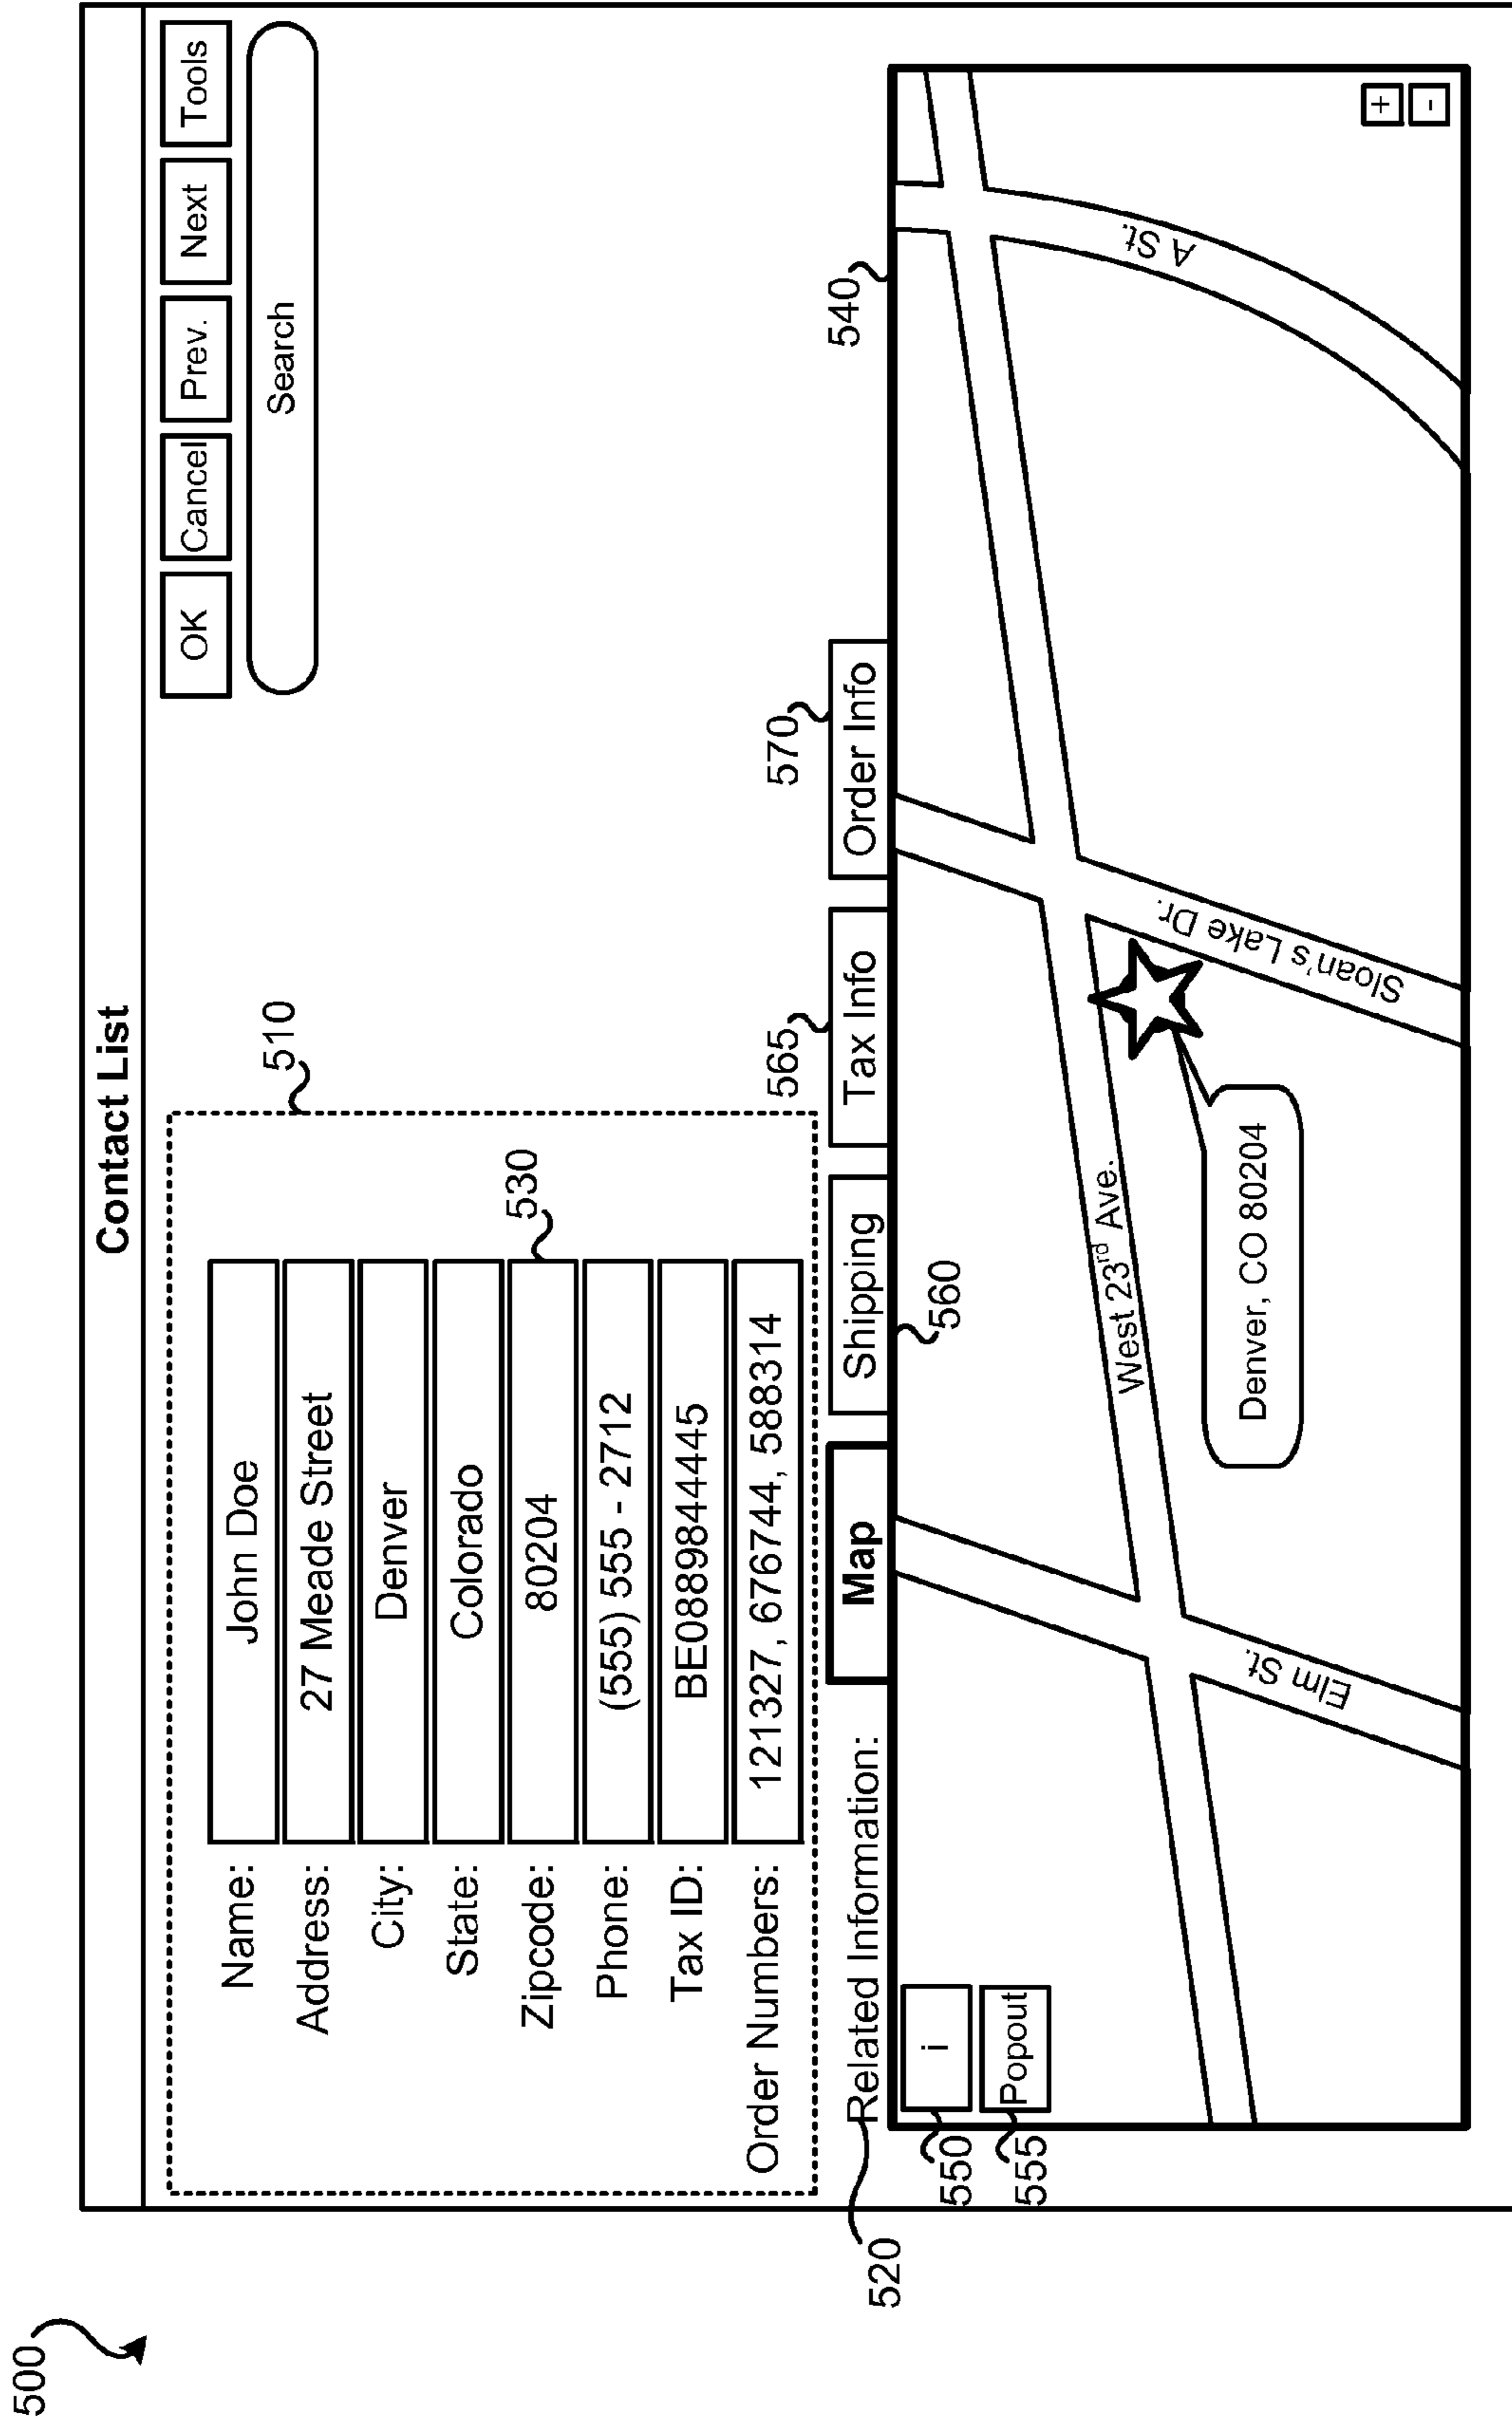 500
Contact List
OK Cancel Prev. Next Tools
Search
510
Name: John Doe
Address: 27 Meade Street
City: Denver
State: Colorado
Zipcode: 80204
530
Phone: (555) 555 - 2712
Tax ID: BE0889844445
Order Numbers: 121327, 676744, 588314
520
Related Information: Map Shipping Tax Info Order Info
560
565
570
540
550
i
555
Popout
Elm St.
West 23rd Ave.
Sloan's Lake Dr.
A St.
Denver, CO 80204
+
-